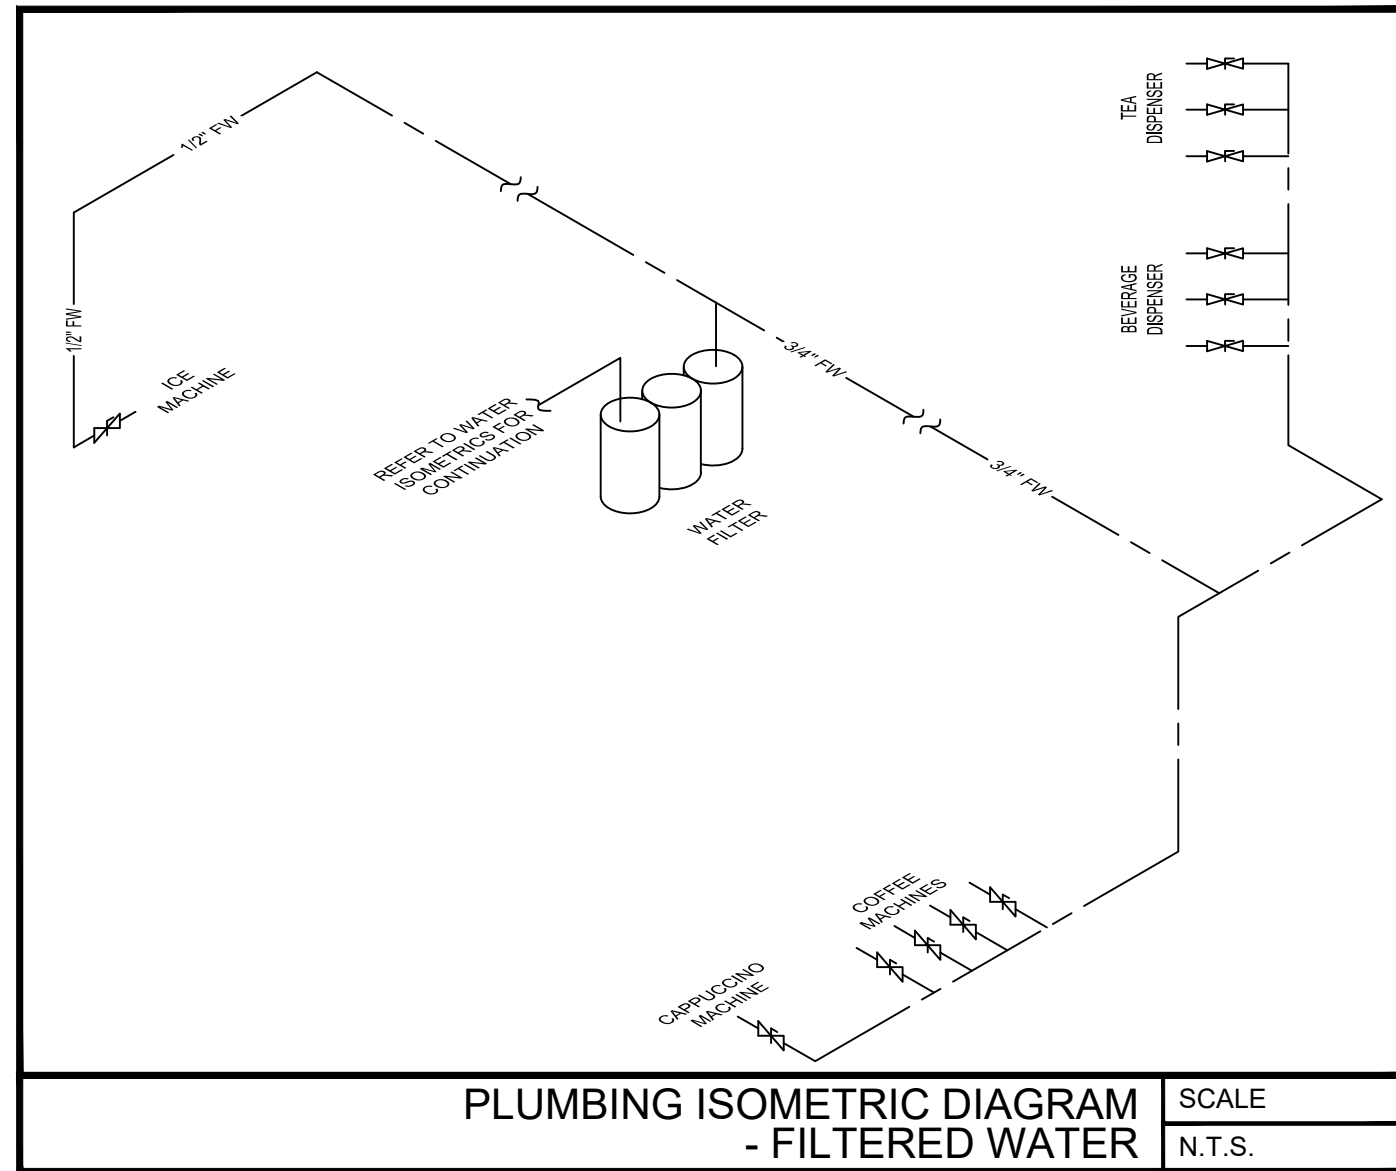 1/2" FW
1/2" FW
ICE
MACHINE
REFER TO WATER
ISOMETRICS FOR
CONTINUATION
WATER
FILTER
3/4" FW
3/4" FW
TEA
DISPENSER
BEVERAGE
DISPENSER
COFFEE
MACHINES
CAPPUCCINO
MACHINE
PLUMBING ISOMETRIC DIAGRAM
- FILTERED WATER
SCALE
N.T.S.